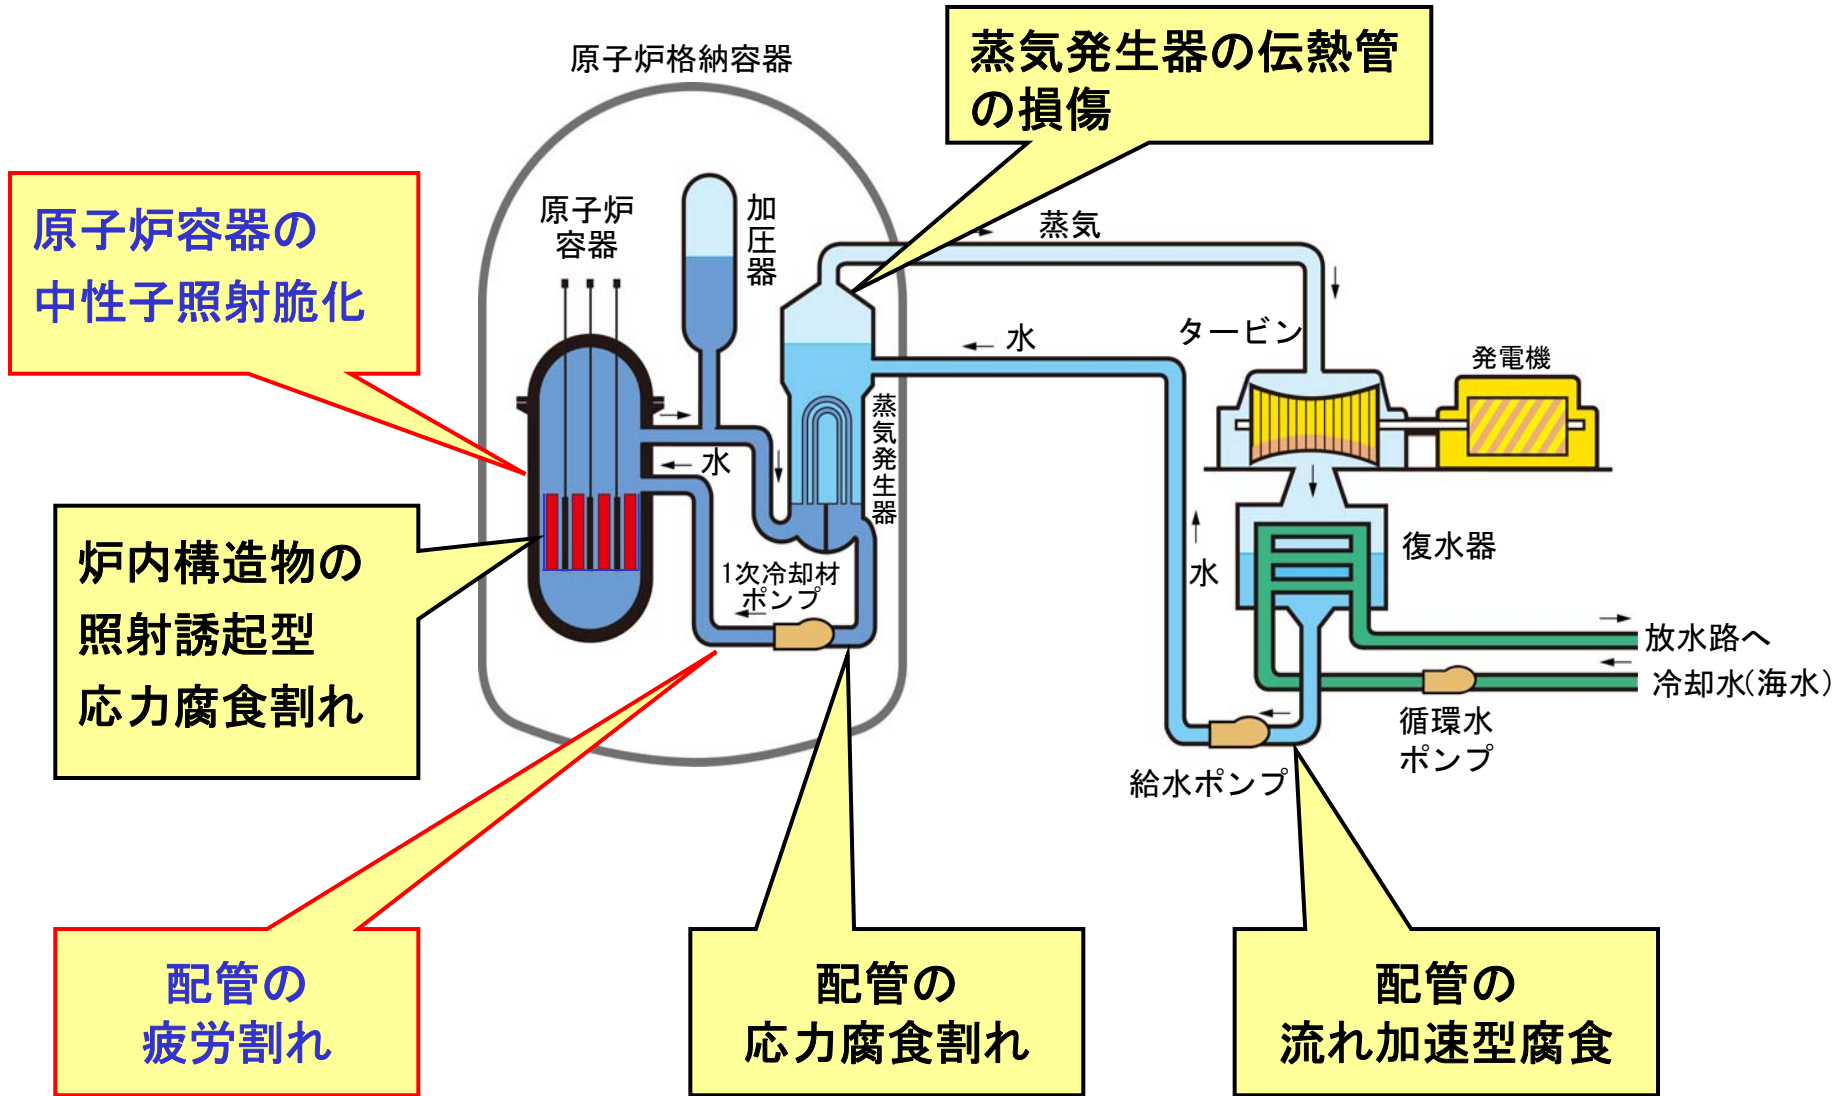 原子炉格納容器
蒸気発生器の伝熱管
の損傷
原子炉容器の
中性子照射脆化
原子炉
容器
加圧器
蒸気
水
タービン
発電機
蒸気発生器
水
炉内構造物の
照射誘起型
応力腐食割れ
1次冷却材
ポンプ
水
復水器
放水路へ
冷却水(海水)
循環水
ポンプ
給水ポンプ
配管の
疲労割れ
配管の
応力腐食割れ
配管の
流れ加速型腐食